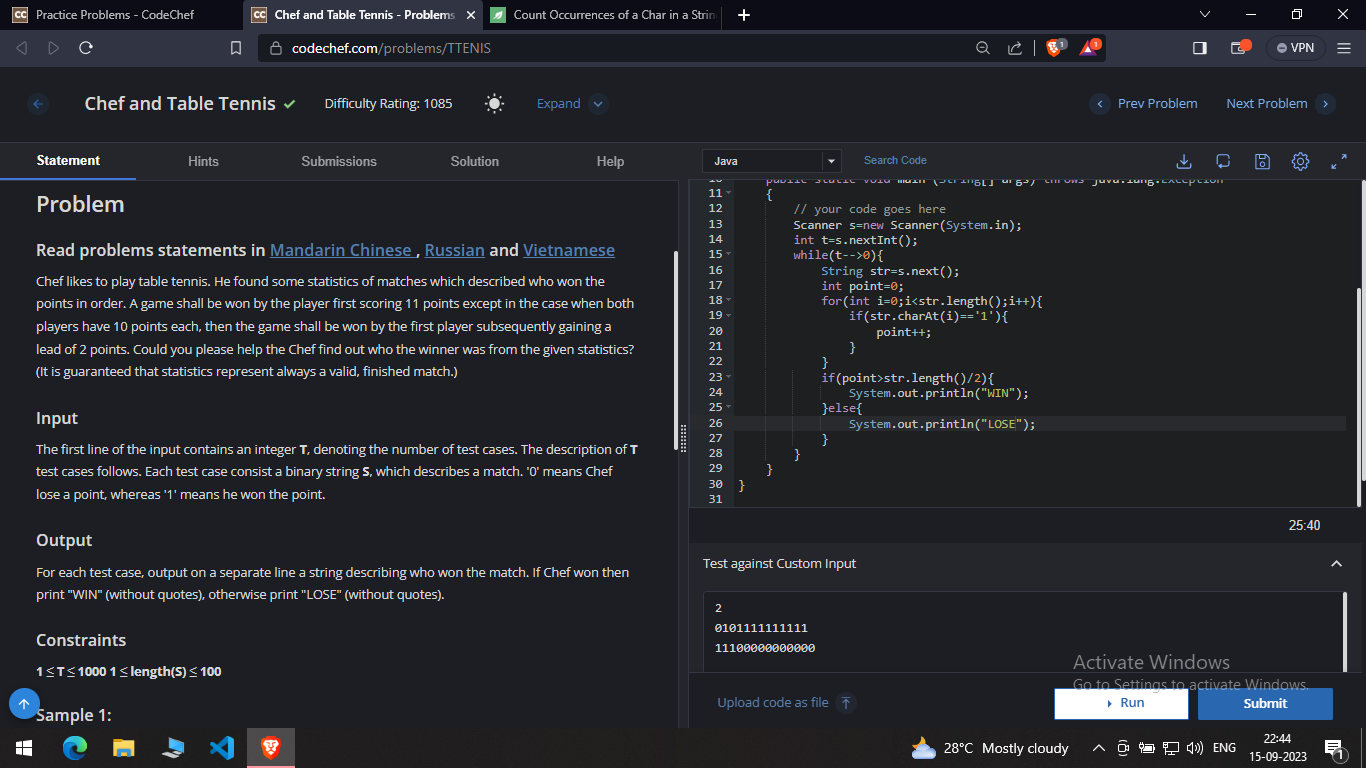 Practice Problems - CodeChef
Chef and Table Tennis - Problems
Count Occurrences of a Char in a Strin
codechef.com/problems/TTENIS
1
1
VPN
Chef and Table Tennis
Difficulty Rating: 1085
Expand
Prev Problem
Next Problem
Statement
Hints
Submissions
Solution
Help
Java
Search Code
Problem
Read problems statements in Mandarin Chinese , Russian and Vietnamese
Chef likes to play table tennis. He found some statistics of matches which described who won the
points in order. A game shall be won by the player first scoring 11 points except in the case when both
players have 10 points each, then the game shall be won by the first player subsequently gaining a
lead of 2 points. Could you please help the Chef find out who the winner was from the given statistics?
(It is guaranteed that statistics represent always a valid, finished match.)
Input
The first line of the input contains an integer T, denoting the number of test cases. The description of T
test cases follows. Each test case consist a binary string S, which describes a match. '0' means Chef
lose a point, whereas '1' means he won the point.
Output
For each test case, output on a separate line a string describing who won the match. If Chef won then
print "WIN" (without quotes), otherwise print "LOSE" (without quotes).
Constraints
1 ≤ T ≤ 1000 1 ≤ length(S) ≤ 100
Sample 1:
10 public static void main (String[] args) throws java.lang.Exception
11 {
12 // your code goes here
13 Scanner s=new Scanner(System.in);
14 int t=s.nextInt();
15 while(t-->0){
16 String str=s.next();
17 int point=0;
18 for(int i=0;i<str.length();i++){
19 if(str.charAt(i)=='1'){
20 point++;
21 }
22 }
23 if(point>str.length()/2){
24 System.out.println("WIN");
25 }else{
26 System.out.println("LOSE");
27 }
28 }
29 }
30 }
31
25:40
Test against Custom Input
2
0101111111111
11100000000000
Activate Windows
Go to Settings to activate Windows.
Upload code as file
Run
Submit
28°C Mostly cloudy
ENG
22:44
15-09-2023
1